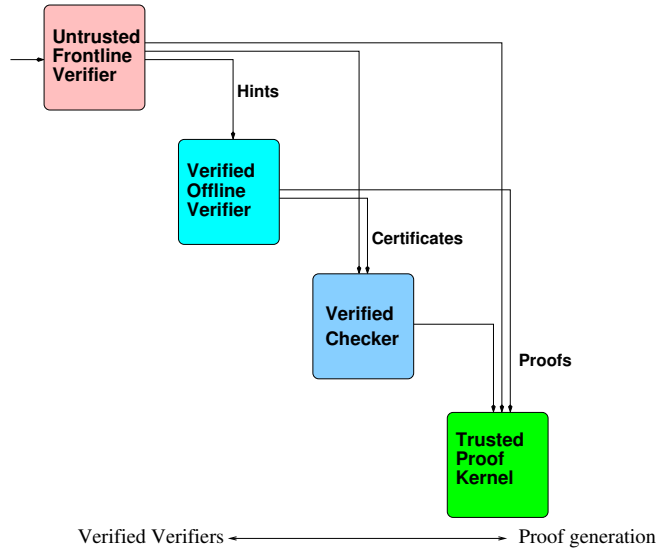 Untrusted
Frontline
Verifier
Hints
Verified
Offline
Verifier
Certificates
Verified
Checker
Proofs
Trusted
Proof
Kernel
Verified Verifiers
Proof generation